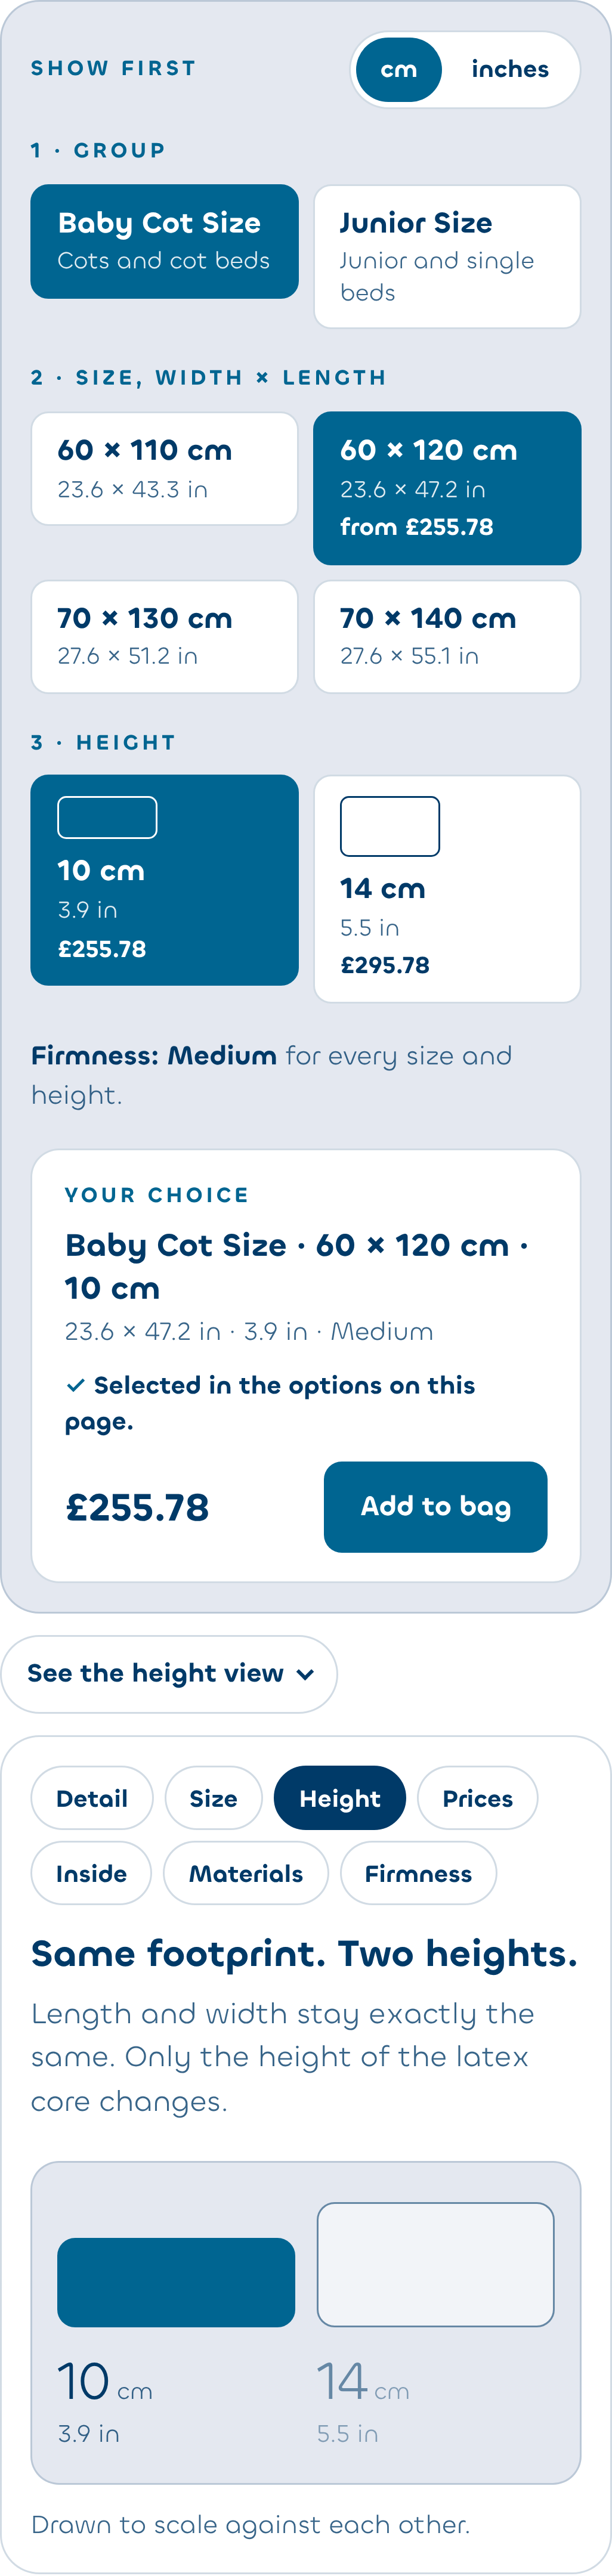 SHOW FIRST
cm
inches
1 · GROUP
Baby Cot Size
Cots and cot beds
Junior Size
Junior and single
beds
2 · SIZE, WIDTH × LENGTH
60 × 110 cm
23.6 × 43.3 in
60 × 120 cm
23.6 × 47.2 in
from £255.78
70 × 130 cm
27.6 × 51.2 in
70 × 140 cm
27.6 × 55.1 in
3 · HEIGHT
10 cm
3.9 in
£255.78
14 cm
5.5 in
£295.78
Firmness: Medium for every size and
height.
YOUR CHOICE
Baby Cot Size · 60 × 120 cm ·
10 cm
23.6 × 47.2 in · 3.9 in · Medium
✓ Selected in the options on this
page.
£255.78
Add to bag
See the height view
Detail
Size
Height
Prices
Inside
Materials
Firmness
Same footprint. Two heights.
Length and width stay exactly the
same. Only the height of the latex
core changes.
10 cm
3.9 in
14 cm
5.5 in
Drawn to scale against each other.